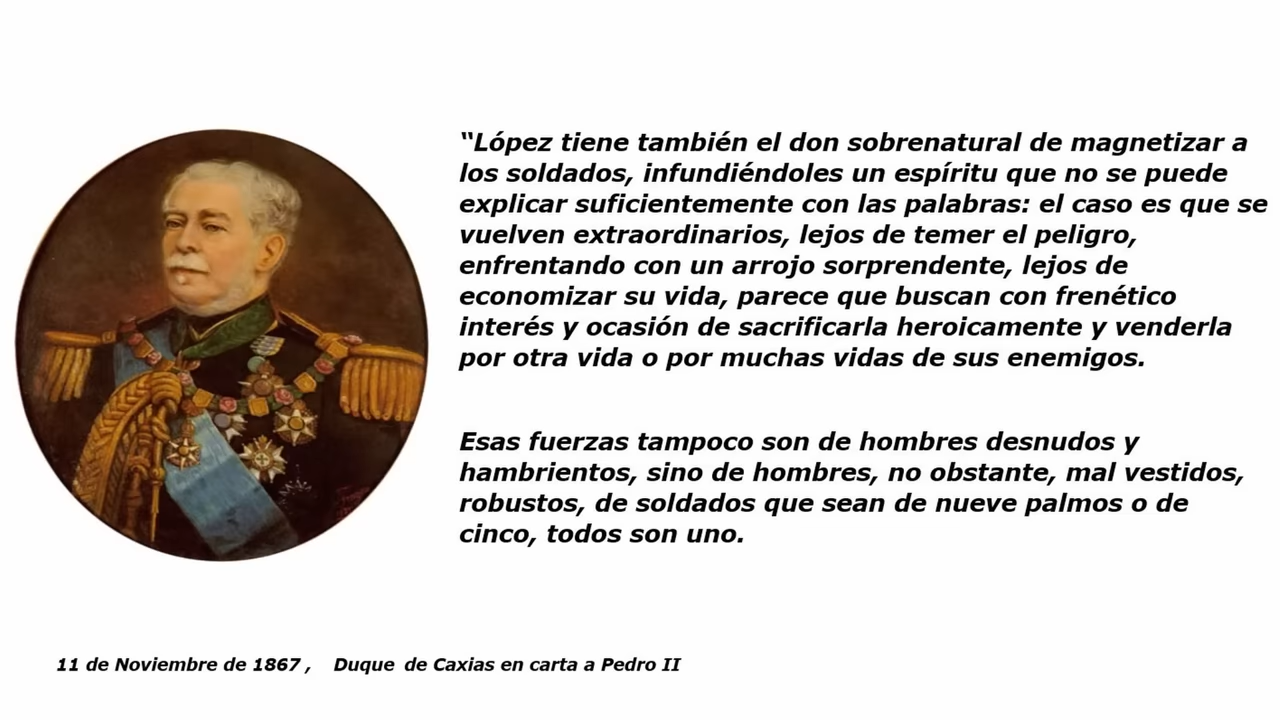 “López tiene también el don sobrenatural de magnetizar a
los soldados, infundiéndoles un espíritu que no se puede
explicar suficientemente con las palabras: el caso es que se
vuelven extraordinarios, lejos de temer el peligro,
enfrentando con un arrojo sorprendente, lejos de
economizar su vida, parece que buscan con frenético
interés y ocasión de sacrificarla heroicamente y venderla
por otra vida o por muchas vidas de sus enemigos.
Esas fuerzas tampoco son de hombres desnudos y
hambrientos, sino de hombres, no obstante, mal vestidos,
robustos, de soldados que sean de nueve palmos o de
cinco, todos son uno.
11 de Noviembre de 1867 , Duque de Caxias en carta a Pedro II